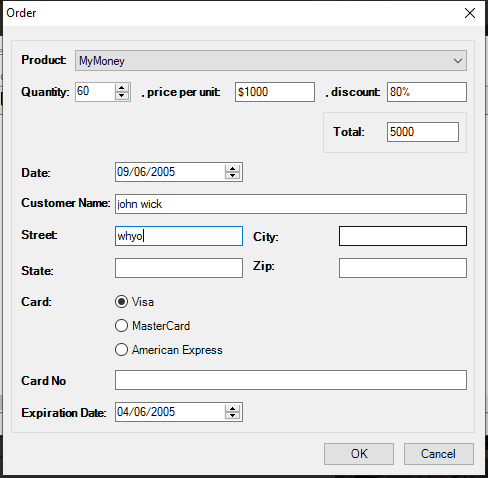 Order
Product: MyMoney
Quantity: 60 , price per unit: $1000 , discount: 80%
Total: 5000
Date: 09/06/2005
Customer Name: john wick
Street: whyo City:
State: Zip:
Card: Visa
MasterCard
American Express
Card No
Expiration Date: 04/06/2005
OK Cancel